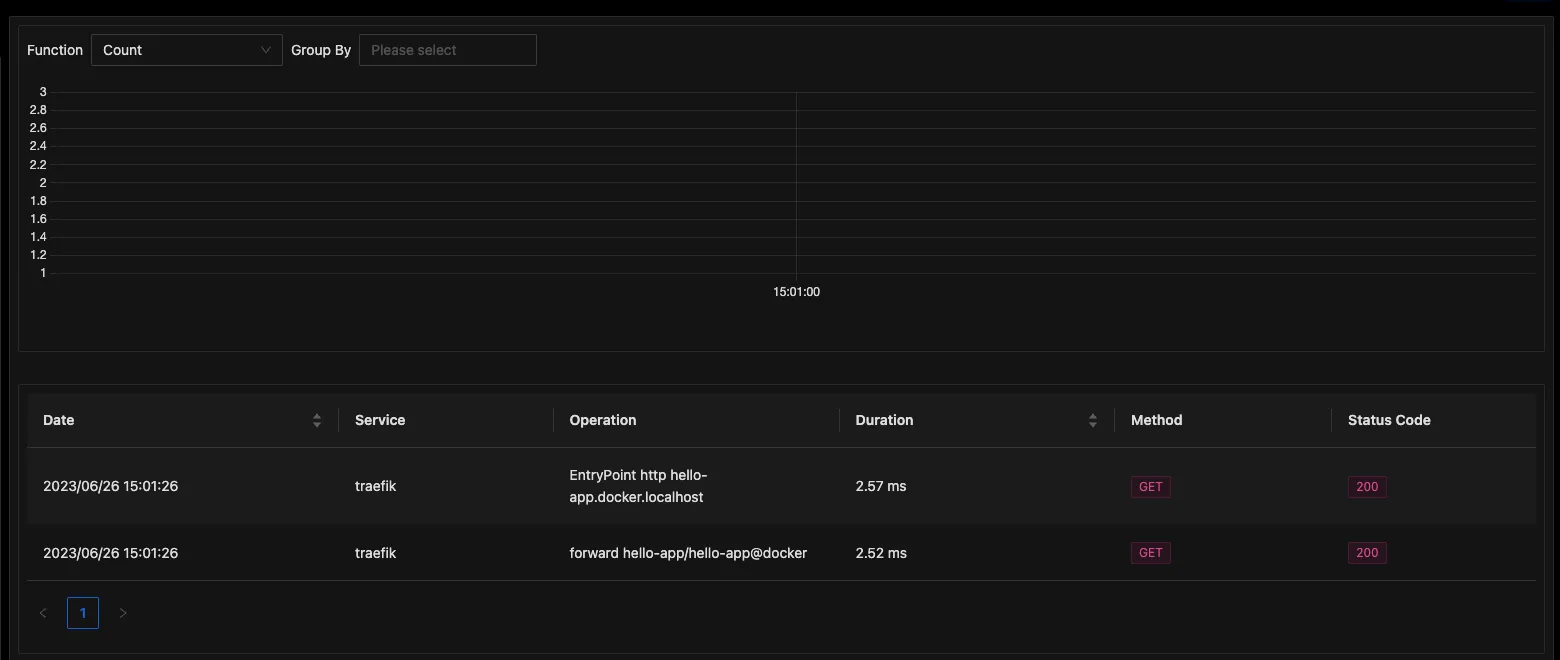 Function Count Group By Please select
3
2.8
2.6
2.4
2.2
2
1.8
1.6
1.4
1.2
1
15:01:00
Date Service Operation Duration Method Status Code
2023/06/26 15:01:26 traefik EntryPoint http hello-
app.docker.localhost 2.57 ms GET 200
2023/06/26 15:01:26 traefik forward hello-app/hello-app@docker 2.52 ms GET 200
< 1 >